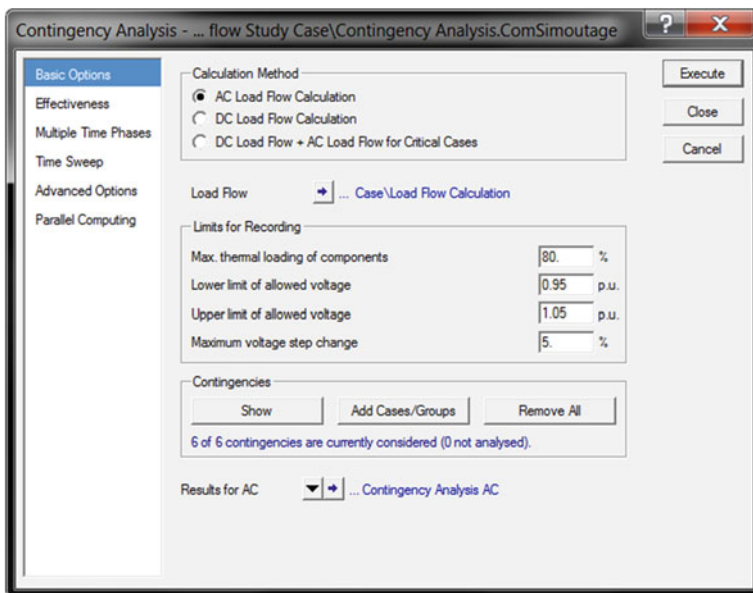 Contingency Analysis - ... flow Study Case\Contingency Analysis.ComSimoutage
? X
Basic Options
Effectiveness
Multiple Time Phases
Time Sweep
Advanced Options
Parallel Computing
Calculation Method
AC Load Flow Calculation
DC Load Flow Calculation
DC Load Flow + AC Load Flow for Critical Cases
Load Flow ... Case\Load Flow Calculation
Limits for Recording
Max. thermal loading of components 80. %
Lower limit of allowed voltage 0.95 p.u.
Upper limit of allowed voltage 1.05 p.u.
Maximum voltage step change 5. %
Contingencies
Show Add Cases/Groups Remove All
6 of 6 contingencies are currently considered (0 not analysed).
Results for AC ... Contingency Analysis AC
Execute
Close
Cancel